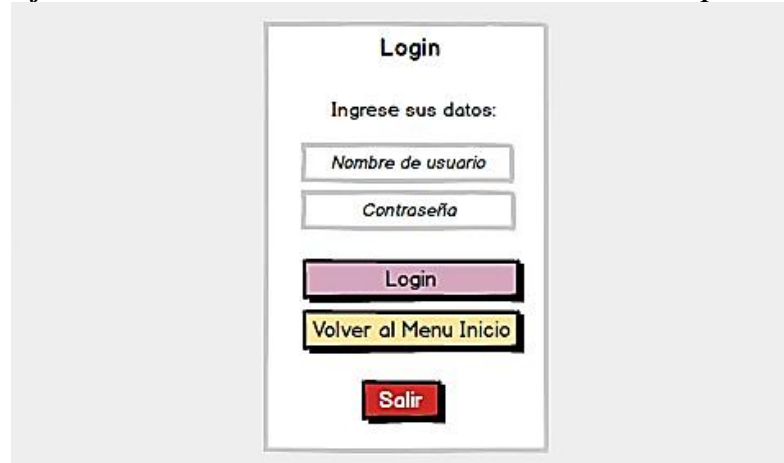 Login
Ingrese sus datos:
Nombre de usuario
Contraseña
Login
Volver al Menu Inicio
Salir